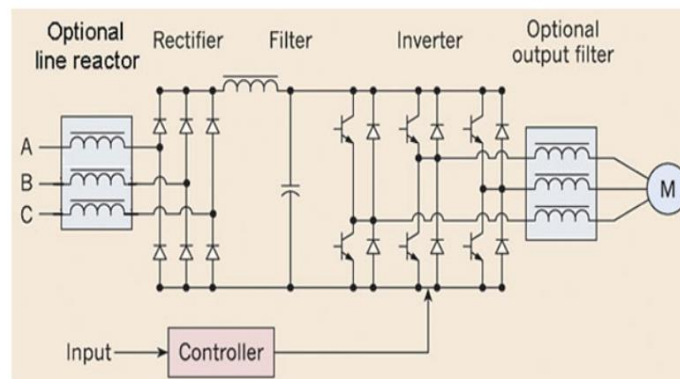 Optional
line reactor
Rectifier
Filter
Inverter
Optional
output filter
A
B
C
M
Input
Controller